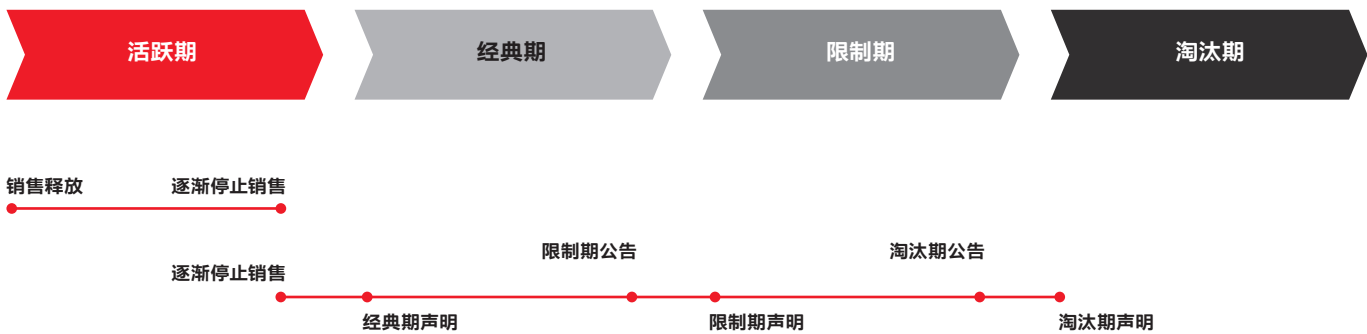 活跃期 经典期 限制期 淘汰期
销售释放 逐渐停止销售
限制期公告 淘汰期公告
逐渐停止销售
经典期声明 限制期声明 淘汰期声明